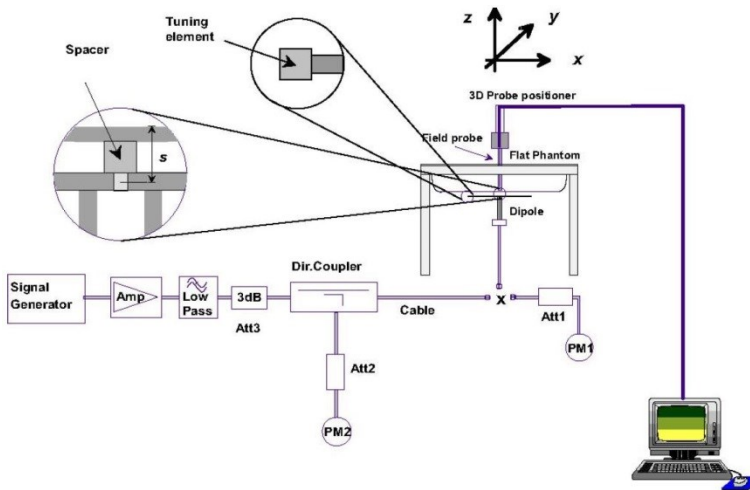 Tuning
element
Spacer
s
z
y
x
3D Probe positioner
Field probe
Flat Phantom
Dipole
Dir.Coupler
Signal
Generator
Amp
Low
Pass
3dB
Att3
Cable
x
Att1
PM1
Att2
PM2